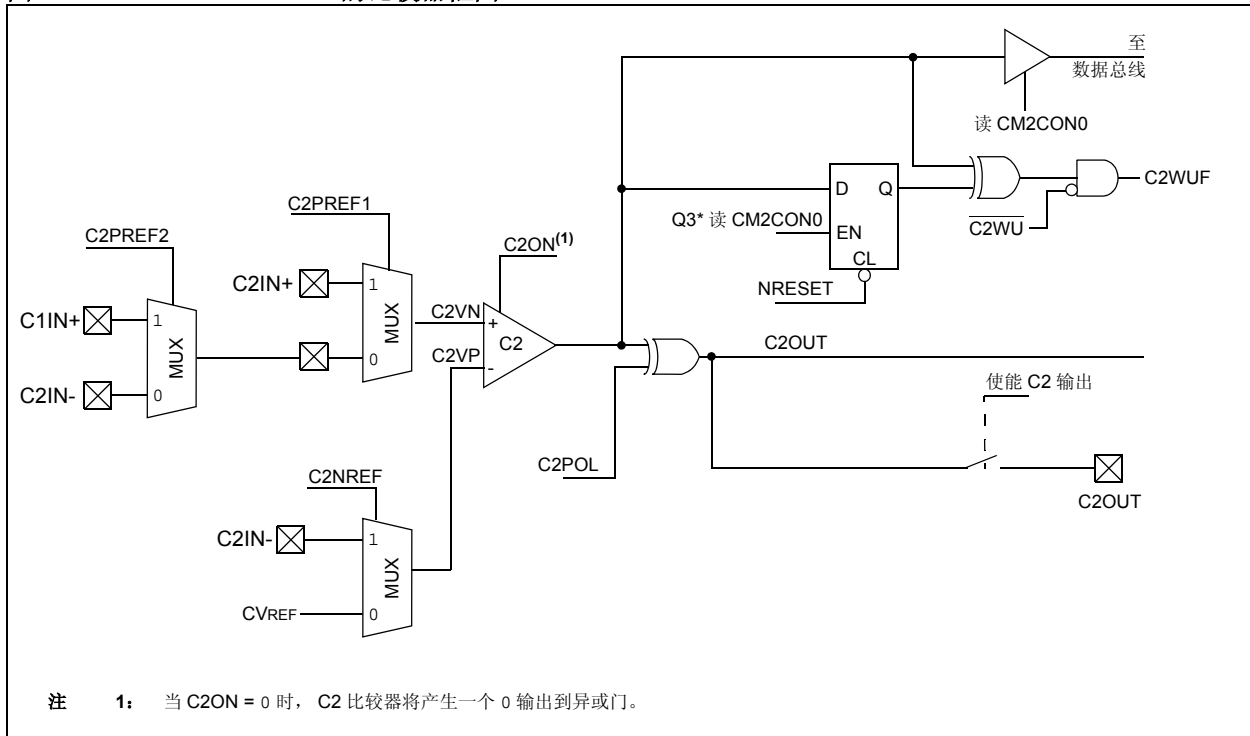 至
数据总线
读 CM2CON0
D Q
EN
CL
Q3* 读 CM2CON0
NRESET
C2WUF
C2WU
C2PREF1
C2PREF2
C2ON(1)
C2IN+
1
MUX
0
C1IN+
1
MUX
0
C2IN-
C2VN
+
C2
C2VP
-
C2OUT
使能 C2 输出
C2OUT
C2POL
C2NREF
C2IN-
1
MUX
CVREF
0
注 1: 当 C2ON = 0 时， C2 比较器将产生一个 0 输出到异或门。